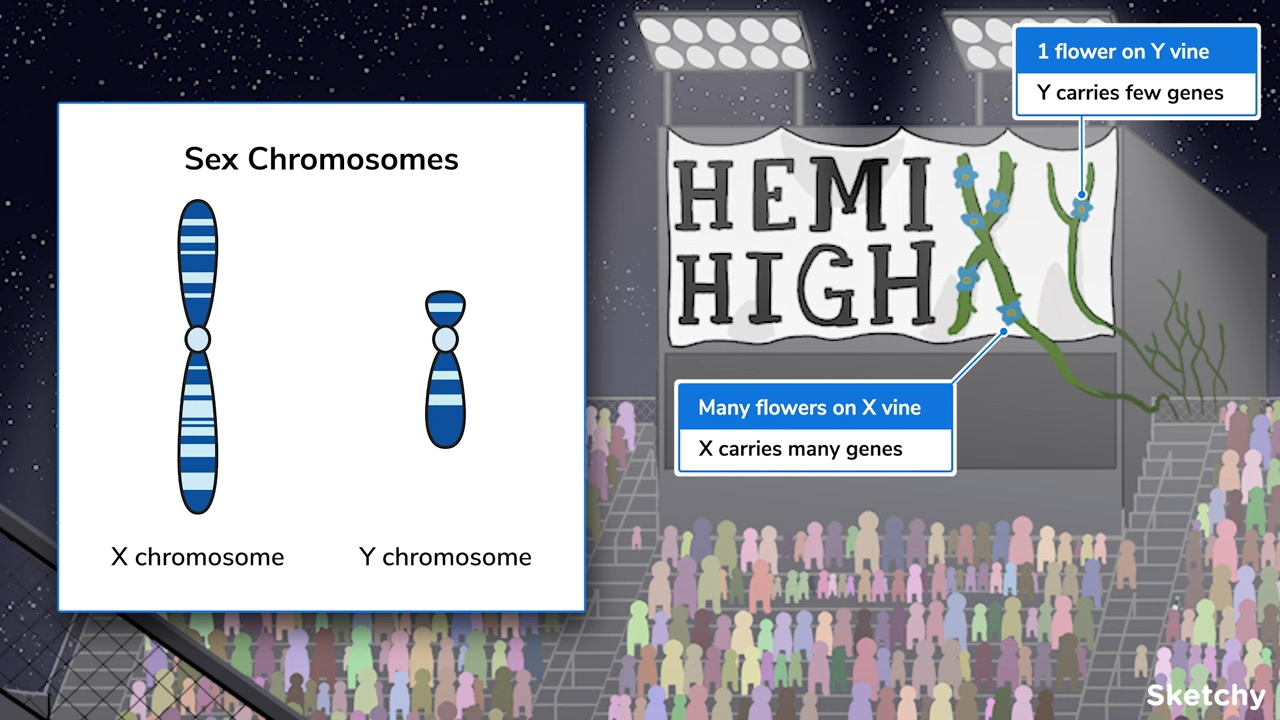 Sex Chromosomes
X chromosome
Y chromosome
HEMI
HIGH
XY
1 flower on Y vine
Y carries few genes
Many flowers on X vine
X carries many genes
Sketchy